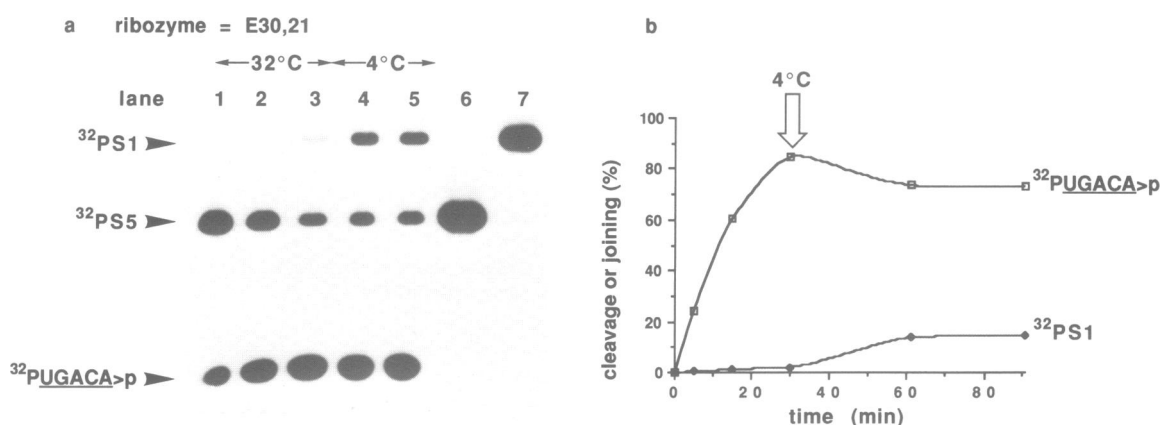 a ribozyme = E30,21
32°C 4°C
lane 1 2 3 4 5 6 7
32PS1
32PS5
32PUGACA>p
b
4°C
100
80
60
40
20
0
cleavage or joining (%)
0 20 40 60 80
time (min)
32PUGACA>p
32PS1